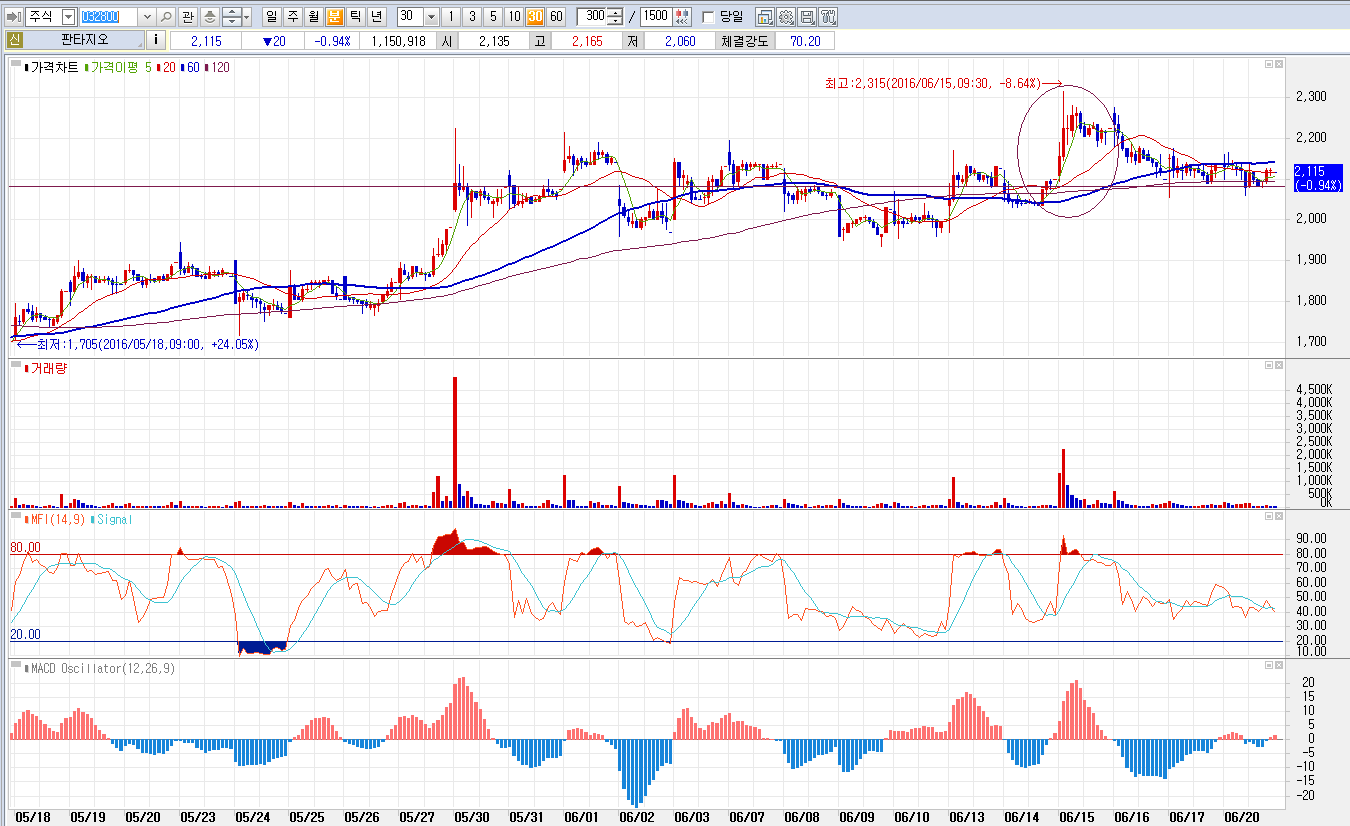 주식 032800 관 일 주 월 분 틱 년 30 1 3 5 10 30 60 300 / 1500 당일
신 판타지오 i 2,115 ▼20 -0.94% 1,150,918 시 2,135 고 2,165 저 2,060 체결강도 70.20
가격차트 가격이평 5 20 60 120
최고:2,315(2016/06/15,09:30, -8.64%)
2,300
2,200
2,115
(-0.94%)
2,000
1,900
1,800
1,700
최저:1,705(2016/05/18,09:00, +24.05%)
거래량
4,500K
4,000K
3,500K
3,000K
2,500K
2,000K
1,500K
1,000K
500K
0K
MFI(14,9) Signal
90.00
80.00 80.00
70.00
60.00
50.00
40.00
30.00
20.00 20.00
10.00
MACD Oscillator(12,26,9)
20
15
10
5
0
-5
-10
-15
-20
05/18 05/19 05/20 05/23 05/24 05/25 05/26 05/27 05/30 05/31 06/01 06/02 06/03 06/07 06/08 06/09 06/10 06/13 06/14 06/15 06/16 06/17 06/20